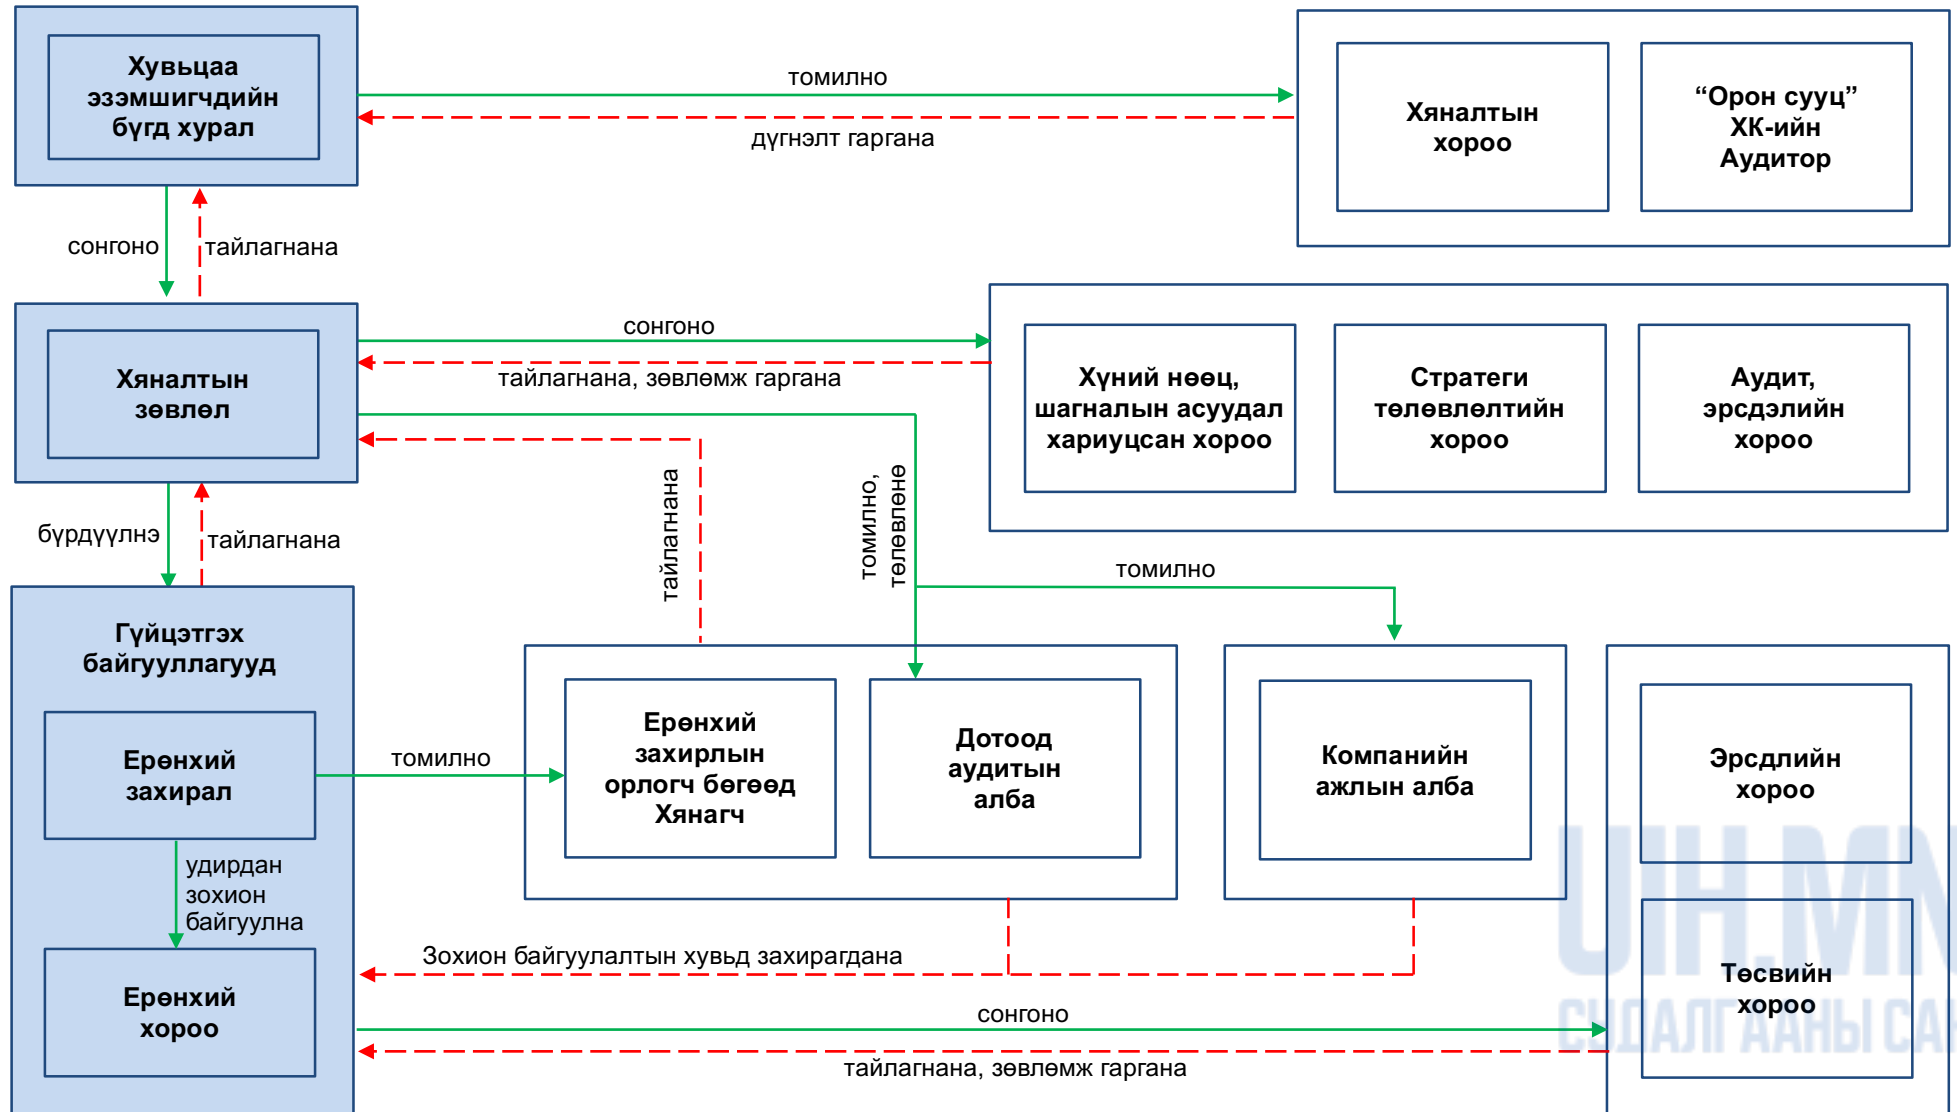 Хувьцаа
эзэмшигчдийн
бүгд хурал
томилно
дүгнэлт гаргана
Хяналтын
хороо
“Орон сууц”
ХК-ийн
Аудитор
сонгоно
тайлагнана
Хяналтын
зөвлөл
сонгоно
тайлагнана, зөвлөмж гаргана
Хүний нөөц,
шагналын асуудал
хариуцсан хороо
Стратеги
төлөвлөлтийн
хороо
Аудит,
эрсдэлийн
хороо
тайлагнана
томилно,
төлөвлөнө
бүрдүүлнэ
тайлагнана
томилно
Гүйцэтгэх
байгууллагууд
Ерөнхий
захирал
томилно
Ерөнхий
захирлын
орлогч бөгөөд
Хянагч
Дотоод
аудитын
алба
Компанийн
ажлын алба
Эрсдлийн
хороо
удирдан
зохион
байгуулна
Зохион байгуулалтын хувьд захирагдана
Ерөнхий
хороо
сонгоно
тайлагнана, зөвлөмж гаргана
Төсвийн
хороо
UIH.MN
СУДАЛГААНЫ